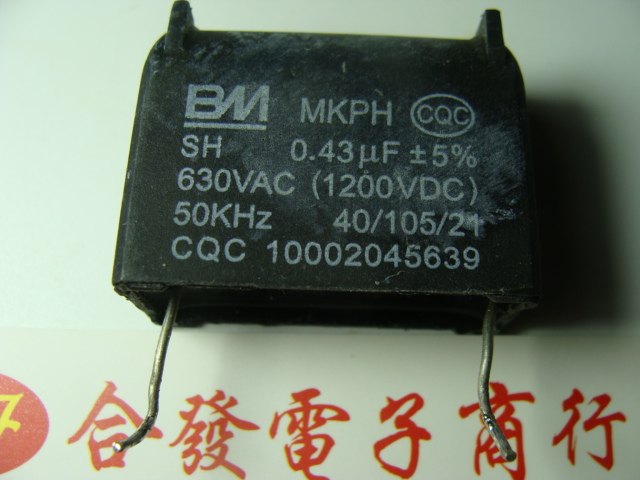 BM MKPH CQC
SH 0.43μF ±5%
630VAC (1200VDC)
50KHz 40/105/21
CQC 10002045639
合發電子商行